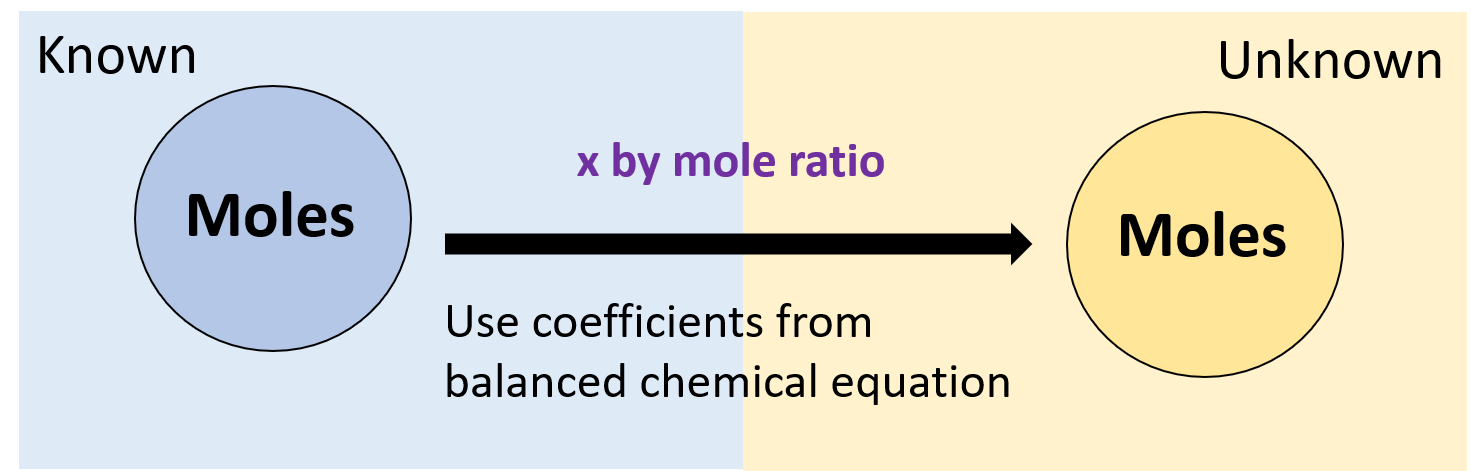 Known
Unknown
x by mole ratio
Moles
Moles
Use coefficients from
balanced chemical equation